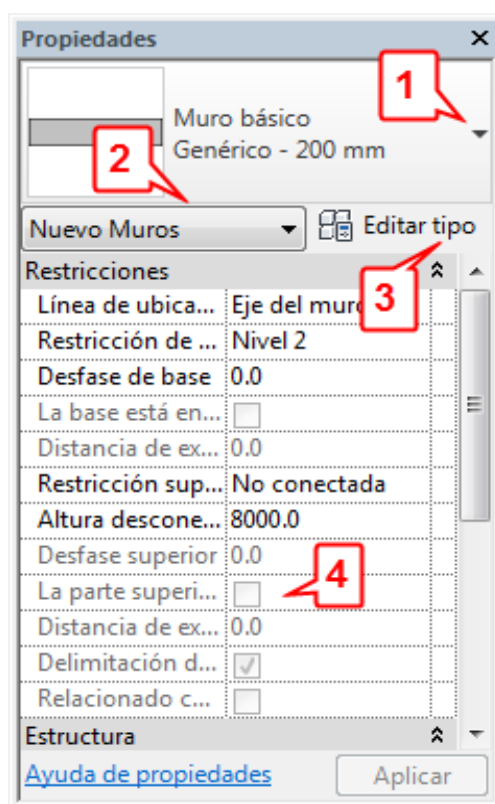 Propiedades
1
Muro básico
Genérico - 200 mm
2
Nuevo Muros
Editar tipo
3
Restricciones
Línea de ubica... Eje del muro
Restricción de ... Nivel 2
Desfase de base 0.0
La base está en...
Distancia de ex... 0.0
Restricción sup... No conectada
Altura descone... 8000.0
Desfase superior 0.0
4
La parte superi...
Distancia de ex... 0.0
Delimitación d...
Relacionado c...
Estructura
Ayuda de propiedades Aplicar